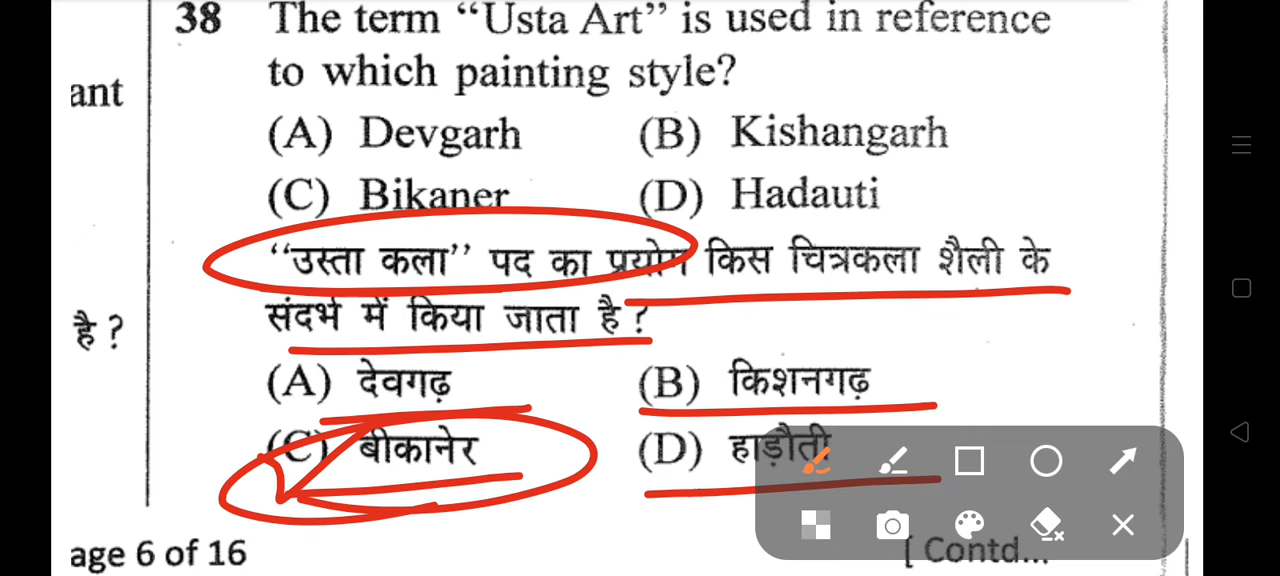 38 The term “Usta Art” is used in reference
to which painting style?
ant
(A) Devgarh (B) Kishangarh
(C) Bikaner (D) Hadauti
“उस्ता कला” पद का प्रयोग किस चित्रकला शैली के
संदर्भ में किया जाता है ?
है ?
(A) देवगढ़ (B) किशनगढ़
(C) बीकानेर (D) हाड़ौती
age 6 of 16 [ Contd...